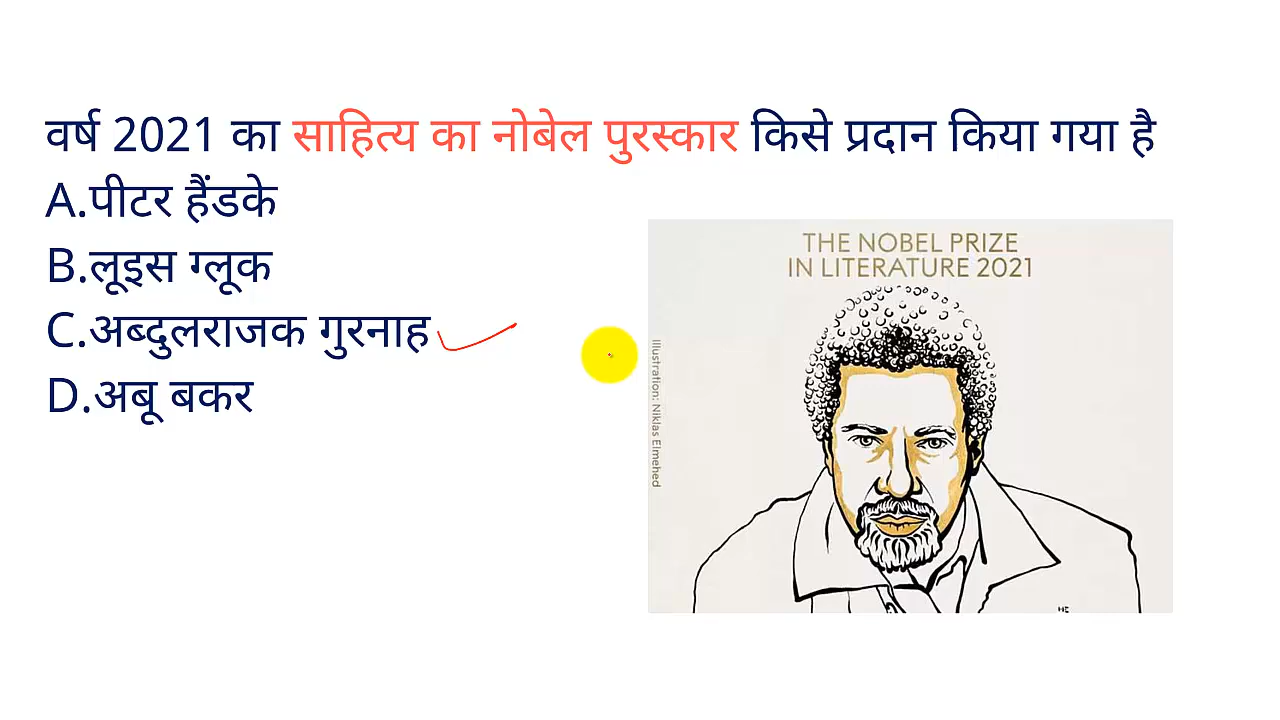 वर्ष 2021 का साहित्य का नोबेल पुरस्कार किसे प्रदान किया गया है
A.पीटर हैंडके
B.लूइस ग्लूक
C.अब्दुलराजक गुरनाह
D.अबू बकर
THE NOBEL PRIZE
IN LITERATURE 2021
Illustration: Niklas Elmehed